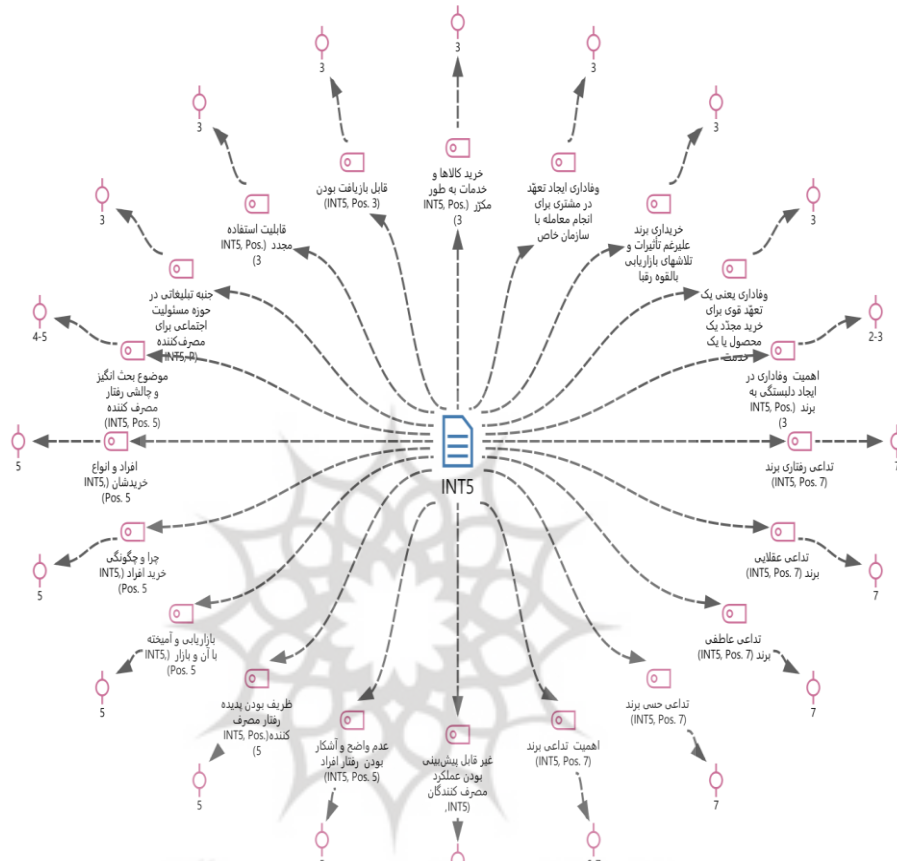 3
3
3
3
3
3
3
خرید کالاها و
خدمات به طور
مکرّر (INT5, Pos.
3)
قابل بازیافت بودن
(INT5, Pos. 3)
وفاداری ایجاد تعهّد
در مشتری برای
انجام معامله با
سازمان خاص
قابلیت استفاده
مجدد (INT5, Pos.
3)
خریداری برند
علیرغم تأثیرات و
تلاشهای بازاریابی
بالقوه رقبا
جنبه تبلیغاتی در
حوزه مسئولیت
اجتماعی برای
مصرف‌کننده
(INT5, P
وفاداری یعنی یک
تعهّد قوی برای
خرید مجدّد یک
محصول یا یک
خدمت
4-5
2-3
موضوع بحث انگیز
و چالشی رفتار
مصرف کننده
(INT5, Pos. 5)
اهمیت وفاداری در
ایجاد دلبستگی به
برند (INT5, Pos.
3)
5
افراد و انواع
خریدشان (INT5,
Pos. 5)
INT5
تداعی رفتاری برند
(INT5, Pos. 7)
7
چرا و چگونگی
خرید افراد (INT5,
Pos. 5)
5
تداعی عقلایی
برند (INT5, Pos. 7)
7
بازاریابی و آمیخته
با آن و بازار (INT5,
Pos. 5)
5
تداعی عاطفی
برند (INT5, Pos. 7)
7
ظریف بودن پدیده
رفتار مصرف
کننده(INT5, Pos.
5)
5
تداعی حسی برند
(INT5, Pos. 7)
7
عدم واضح و آشکار
بودن رفتار افراد
(INT5, Pos. 5)
غیر قابل پیش‌بینی
بودن عملکرد
مصرف کنندگان
(INT5,
اهمیت تداعی برند
(INT5, Pos. 7)